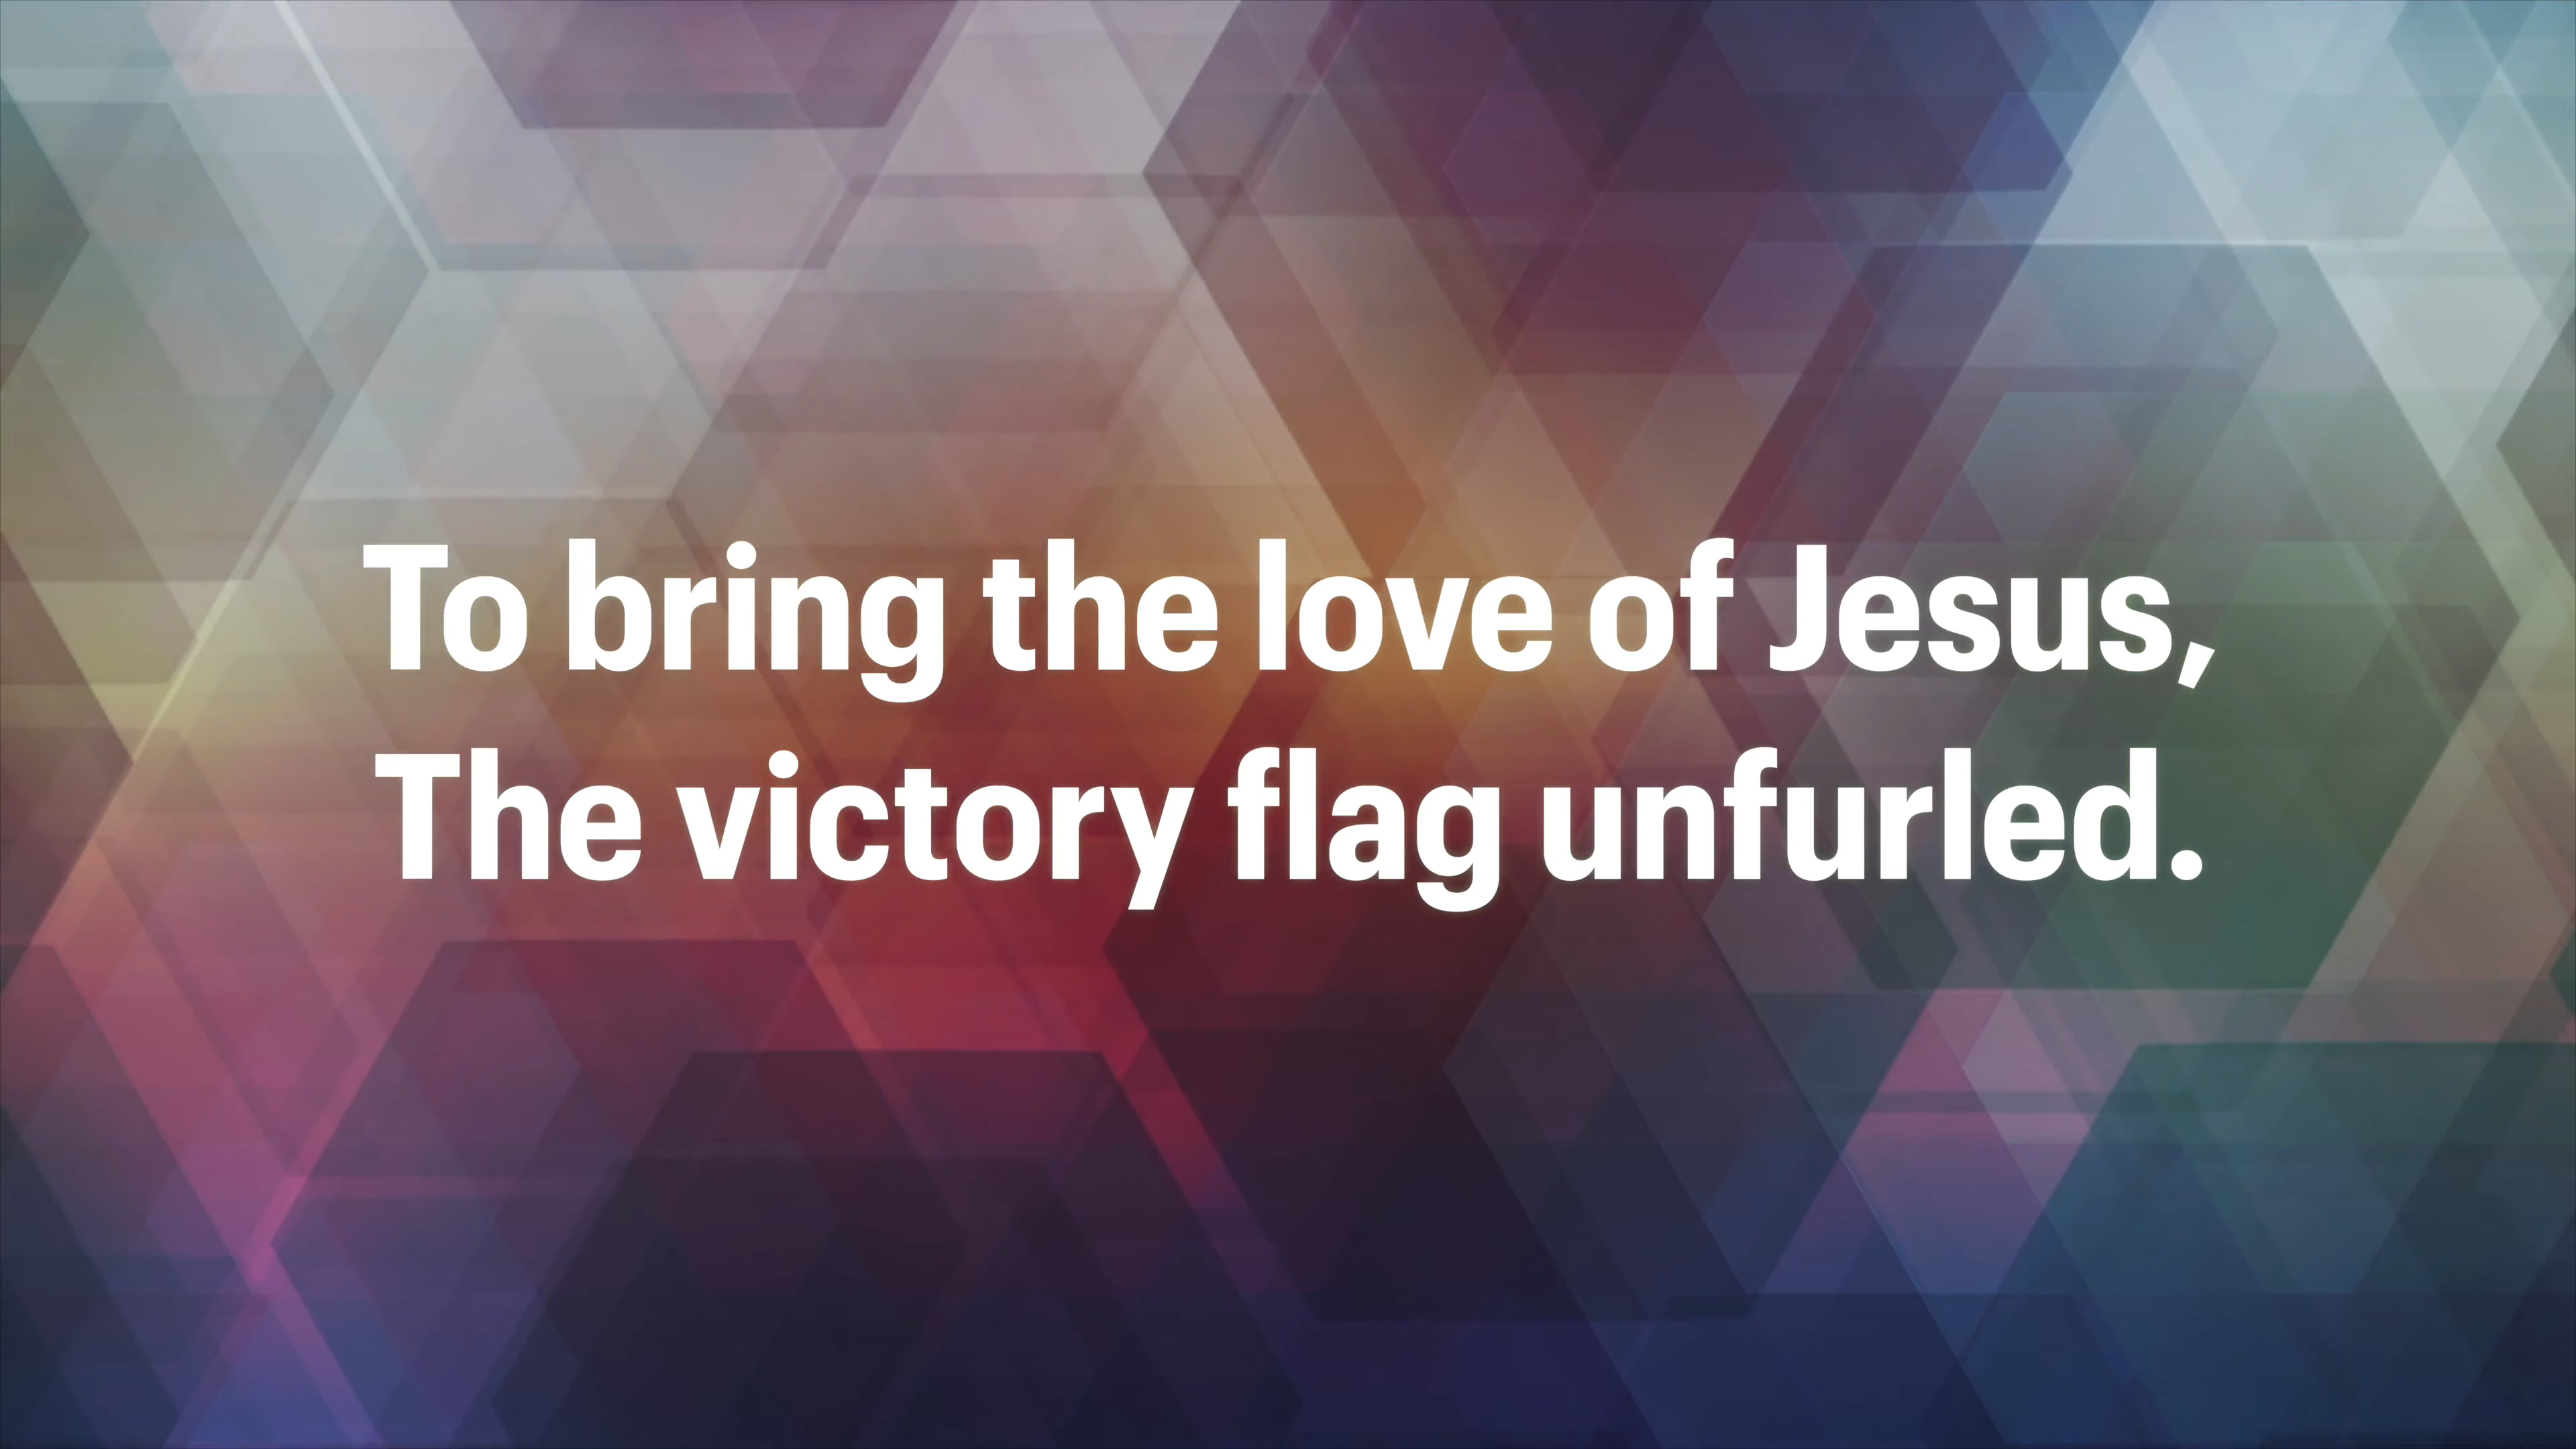 To bring the love of Jesus,
The victory flag unfurled.